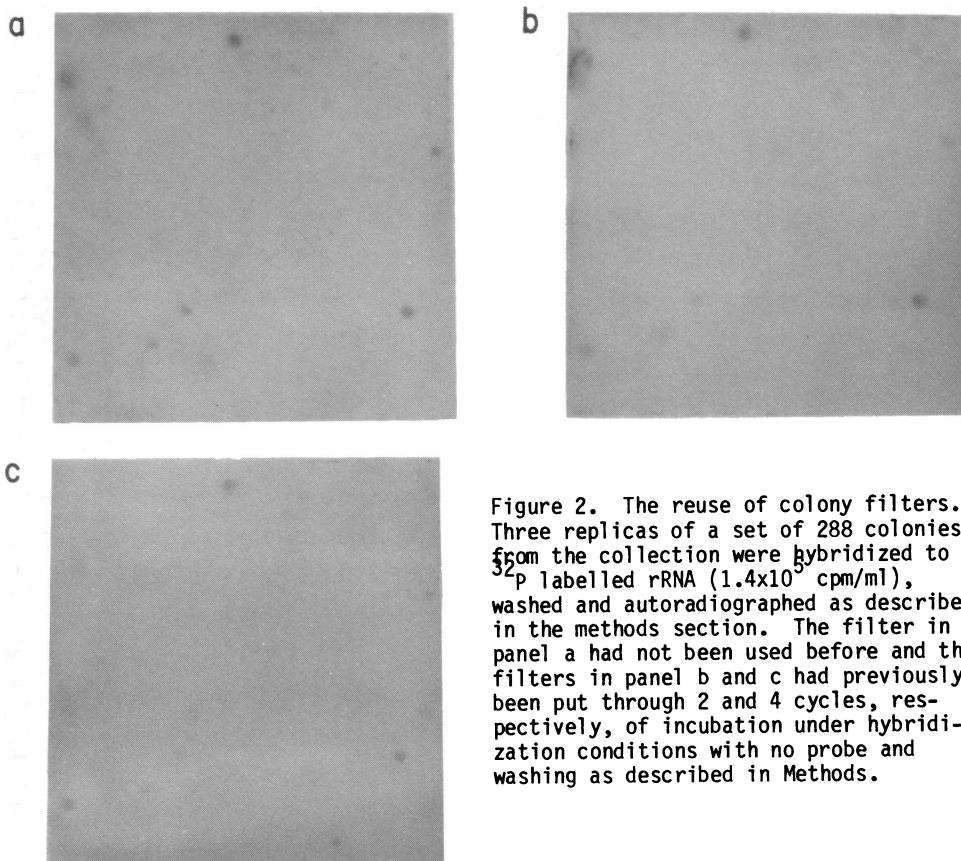 a
b
c
Figure 2. The reuse of colony filters.
Three replicas of a set of 288 colonies
from the collection were hybridized to
32P labelled rRNA (1.4x105 cpm/ml),
washed and autoradiographed as describe
in the methods section. The filter in
panel a had not been used before and th
filters in panel b and c had previously
been put through 2 and 4 cycles, res-
pectively, of incubation under hybridi-
zation conditions with no probe and
washing as described in Methods.